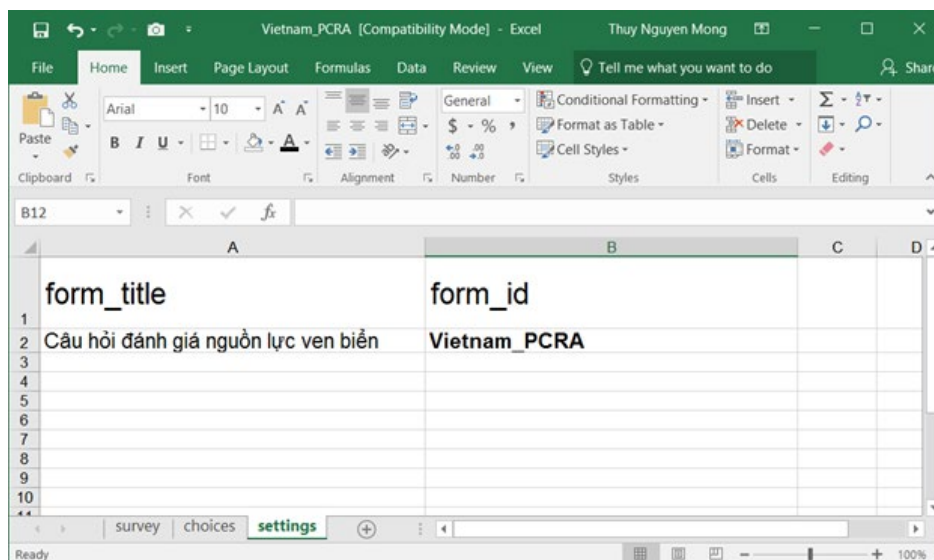 Vietnam_PCRA [Compatibility Mode] - Excel Thuy Nguyen Mong
File Home Insert Page Layout Formulas Data Review View Tell me what you want to do Share
Paste
Arial 10 A A
B I U A
General
$ - % ,
Conditional Formatting
Format as Table
Cell Styles
Insert
Delete
Format
Clipboard Font Alignment Number Styles Cells Editing
B12 fx
A B C D
1 form_title form_id
2 Câu hỏi đánh giá nguồn lực ven biển Vietnam_PCRA
3
4
5
6
7
8
9
10
survey choices settings
Ready 100%